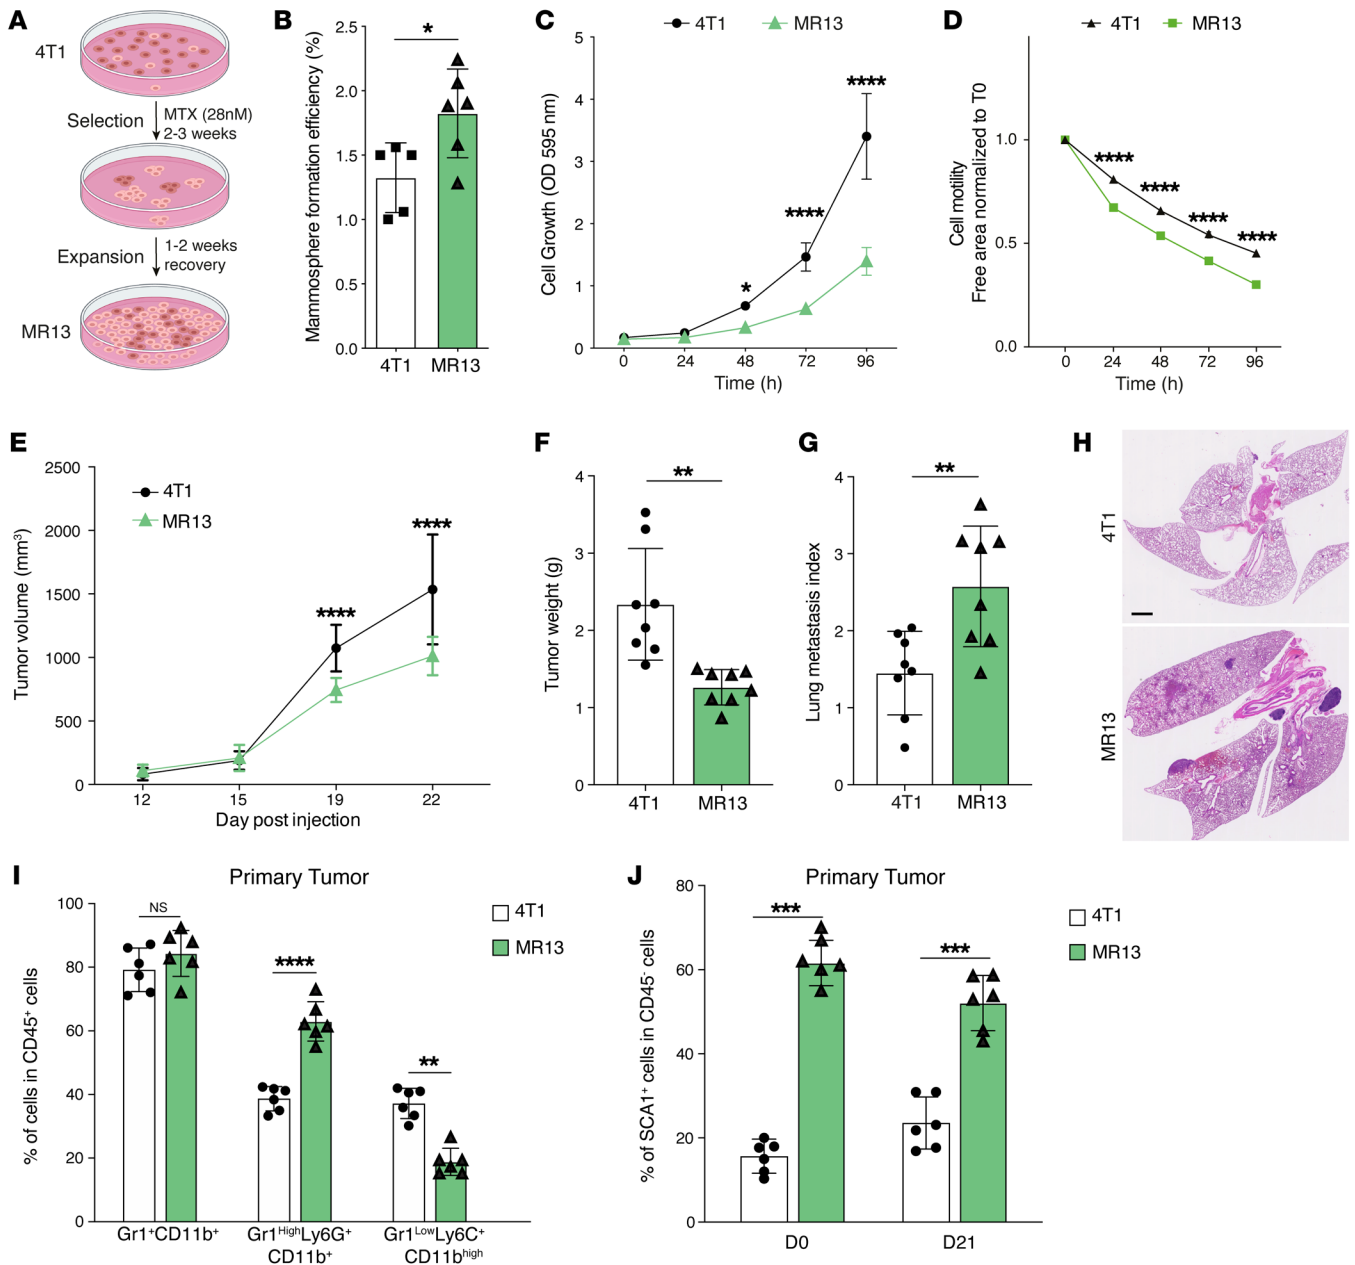 A
4T1
Selection
MTX (28nM)
2-3 weeks
Expansion
1-2 weeks
recovery
MR13
B
Mammosphere formation efficiency (%)
2.5
2.0
1.5
1.0
0.5
0.0
*
4T1 MR13
C
4T1 MR13
Cell Growth (OD 595 nm)
5
4
3
2
1
0
*
****
****
0 24 48 72 96
Time (h)
D
4T1 MR13
Cell motility
Free area normalized to T0
1.0
0.5
0.0
****
****
****
****
0 24 48 72 96
Time (h)
E
4T1
MR13
Tumor volume (mm³)
2500
2000
1500
1000
500
0
****
****
12 15 19 22
Day post injection
F
Tumor weight (g)
4
3
2
1
0
**
4T1 MR13
G
Lung metastasis index
4
3
2
1
0
**
4T1 MR13
H
4T1
MR13
I
Primary Tumor
4T1
MR13
% of cells in CD45⁺ cells
100
80
60
40
20
0
NS
****
**
Gr1⁺CD11b⁺
Gr1ᴴⁱᵍʰLy6G⁺
CD11b⁺
Gr1ᴸᵒʷLy6C⁺
CD11bʰⁱᵍʰ
J
Primary Tumor
4T1
MR13
% of SCA1⁺ cells in CD45⁻ cells
80
60
40
20
0
***
***
D0 D21